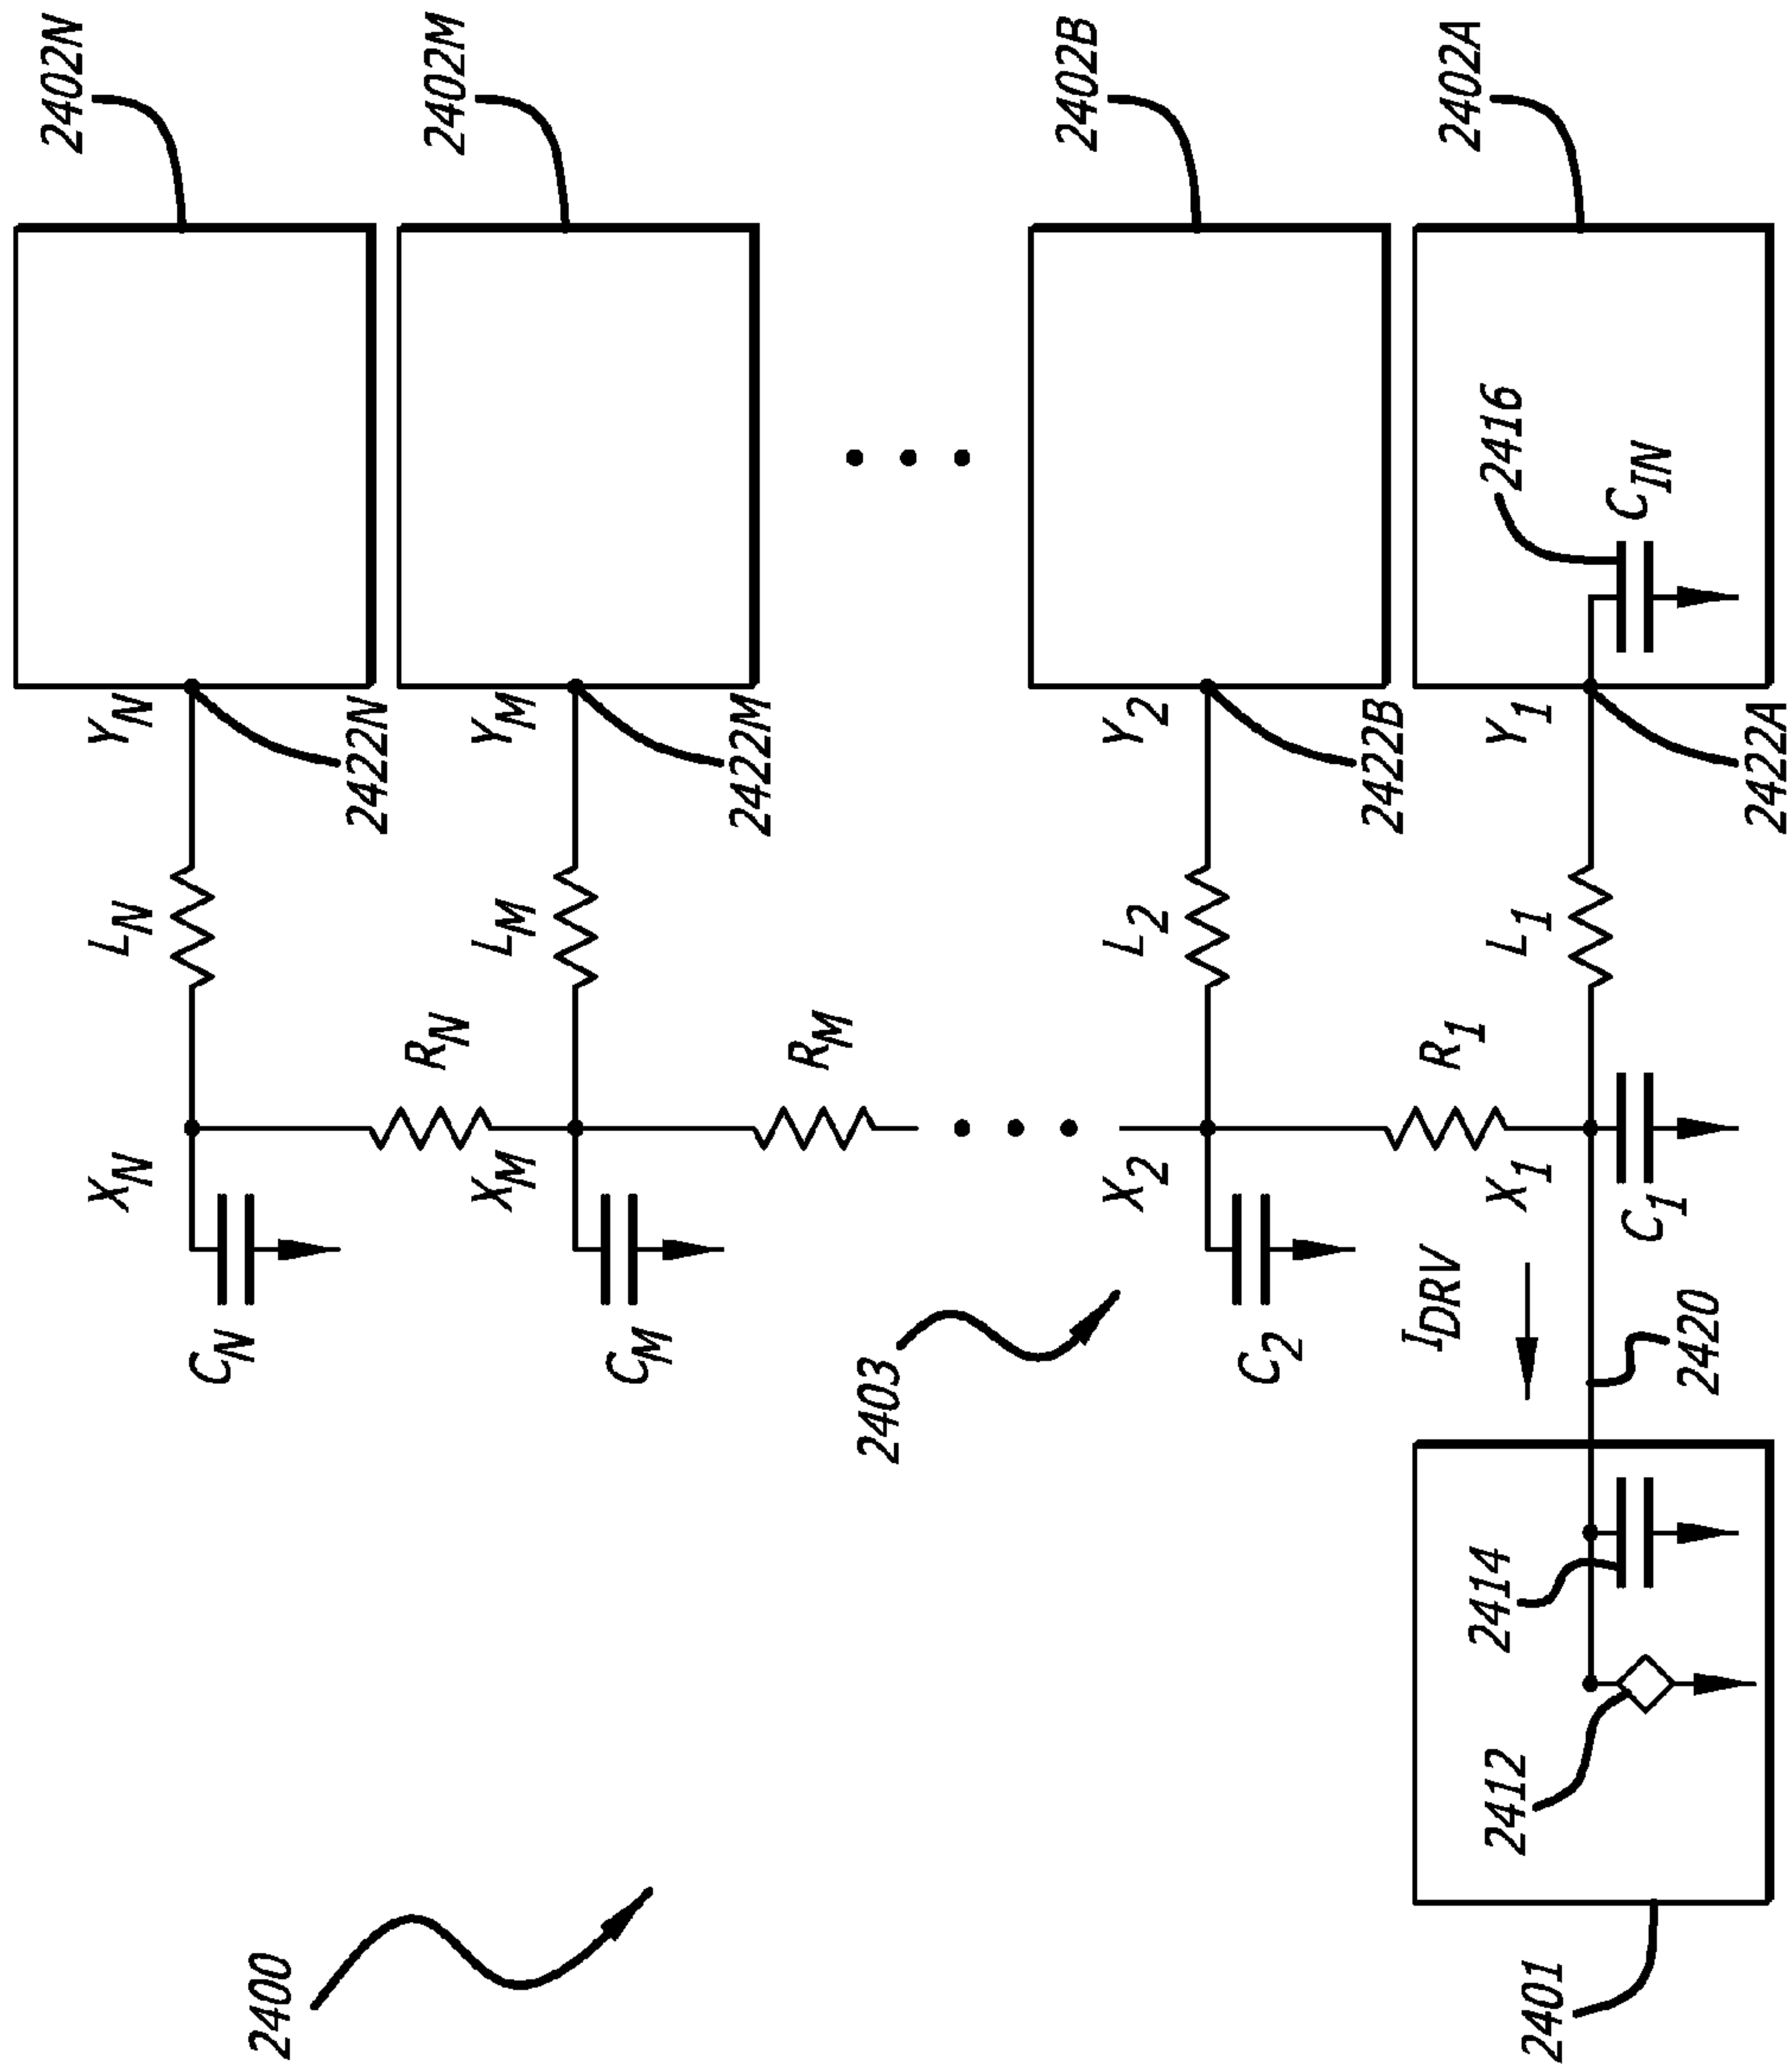 2402N
2402M
2402B
2402A
Y_N
Y_M
Y_2
Y_1
2422N
2422M
2422B
2422A
2416
C_IN
L_N
L_M
L_2
L_1
R_N
R_M
R_1
X_N
X_M
X_2
X_1
C_N
C_M
C_2
C_1
2403
I_DRV
2420
2414
2412
2400
2401